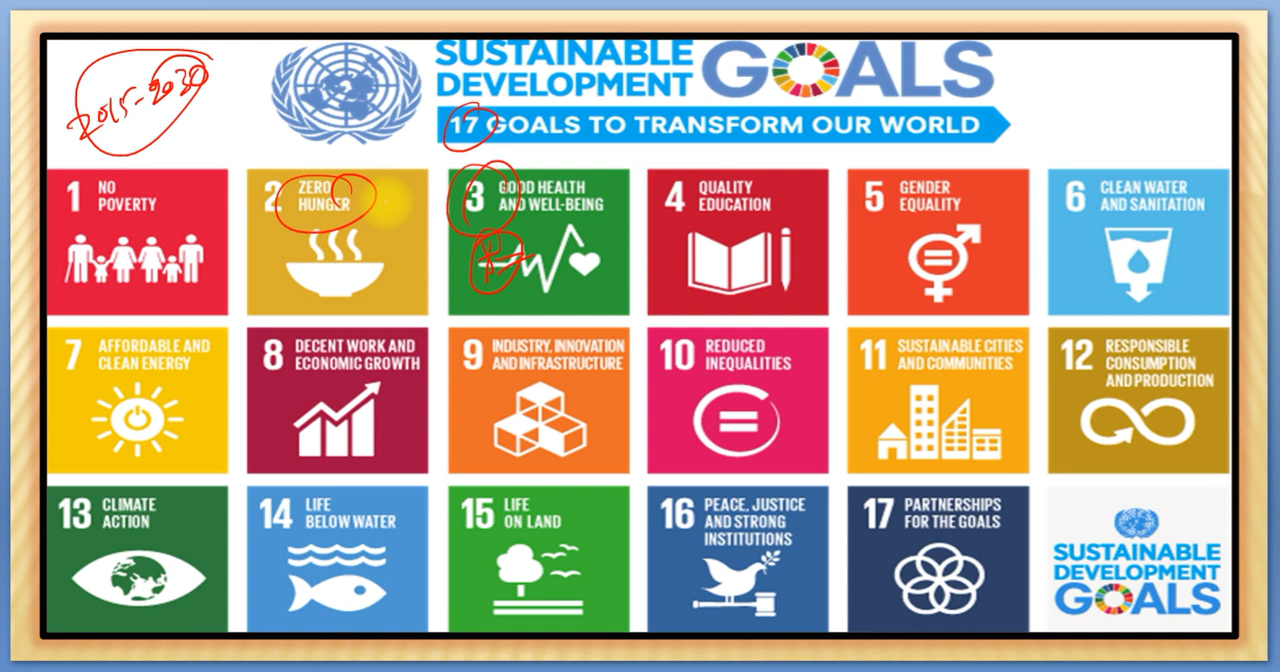 2015-2030
SUSTAINABLE
DEVELOPMENT
GOALS
17 GOALS TO TRANSFORM OUR WORLD
1 NO
POVERTY
2 ZERO
HUNGER
3 GOOD HEALTH
AND WELL-BEING
4 QUALITY
EDUCATION
5 GENDER
EQUALITY
6 CLEAN WATER
AND SANITATION
7 AFFORDABLE AND
CLEAN ENERGY
8 DECENT WORK AND
ECONOMIC GROWTH
9 INDUSTRY, INNOVATION
AND INFRASTRUCTURE
10 REDUCED
INEQUALITIES
11 SUSTAINABLE CITIES
AND COMMUNITIES
12 RESPONSIBLE
CONSUMPTION
AND PRODUCTION
13 CLIMATE
ACTION
14 LIFE
BELOW WATER
15 LIFE
ON LAND
16 PEACE, JUSTICE
AND STRONG
INSTITUTIONS
17 PARTNERSHIPS
FOR THE GOALS
SUSTAINABLE
DEVELOPMENT
GOALS